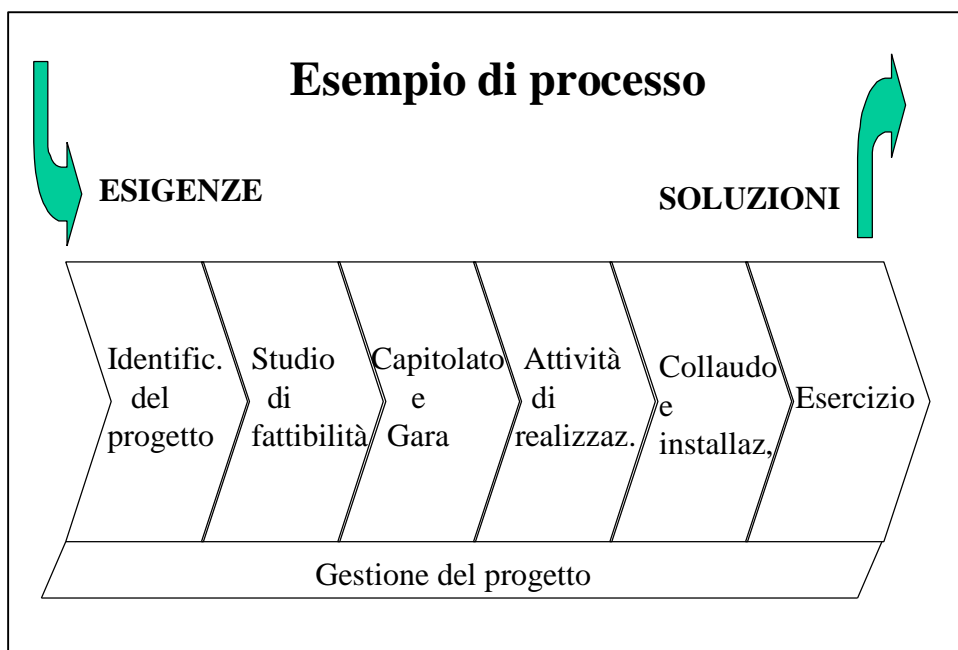 Esempio di processo
ESIGENZE
SOLUZIONI
Identific.
del
progetto
Studio
di
fattibilità
Capitolato
e
Gara
Attività
di
realizzaz.
Collaudo
e
installaz,
Esercizio
Gestione del progetto